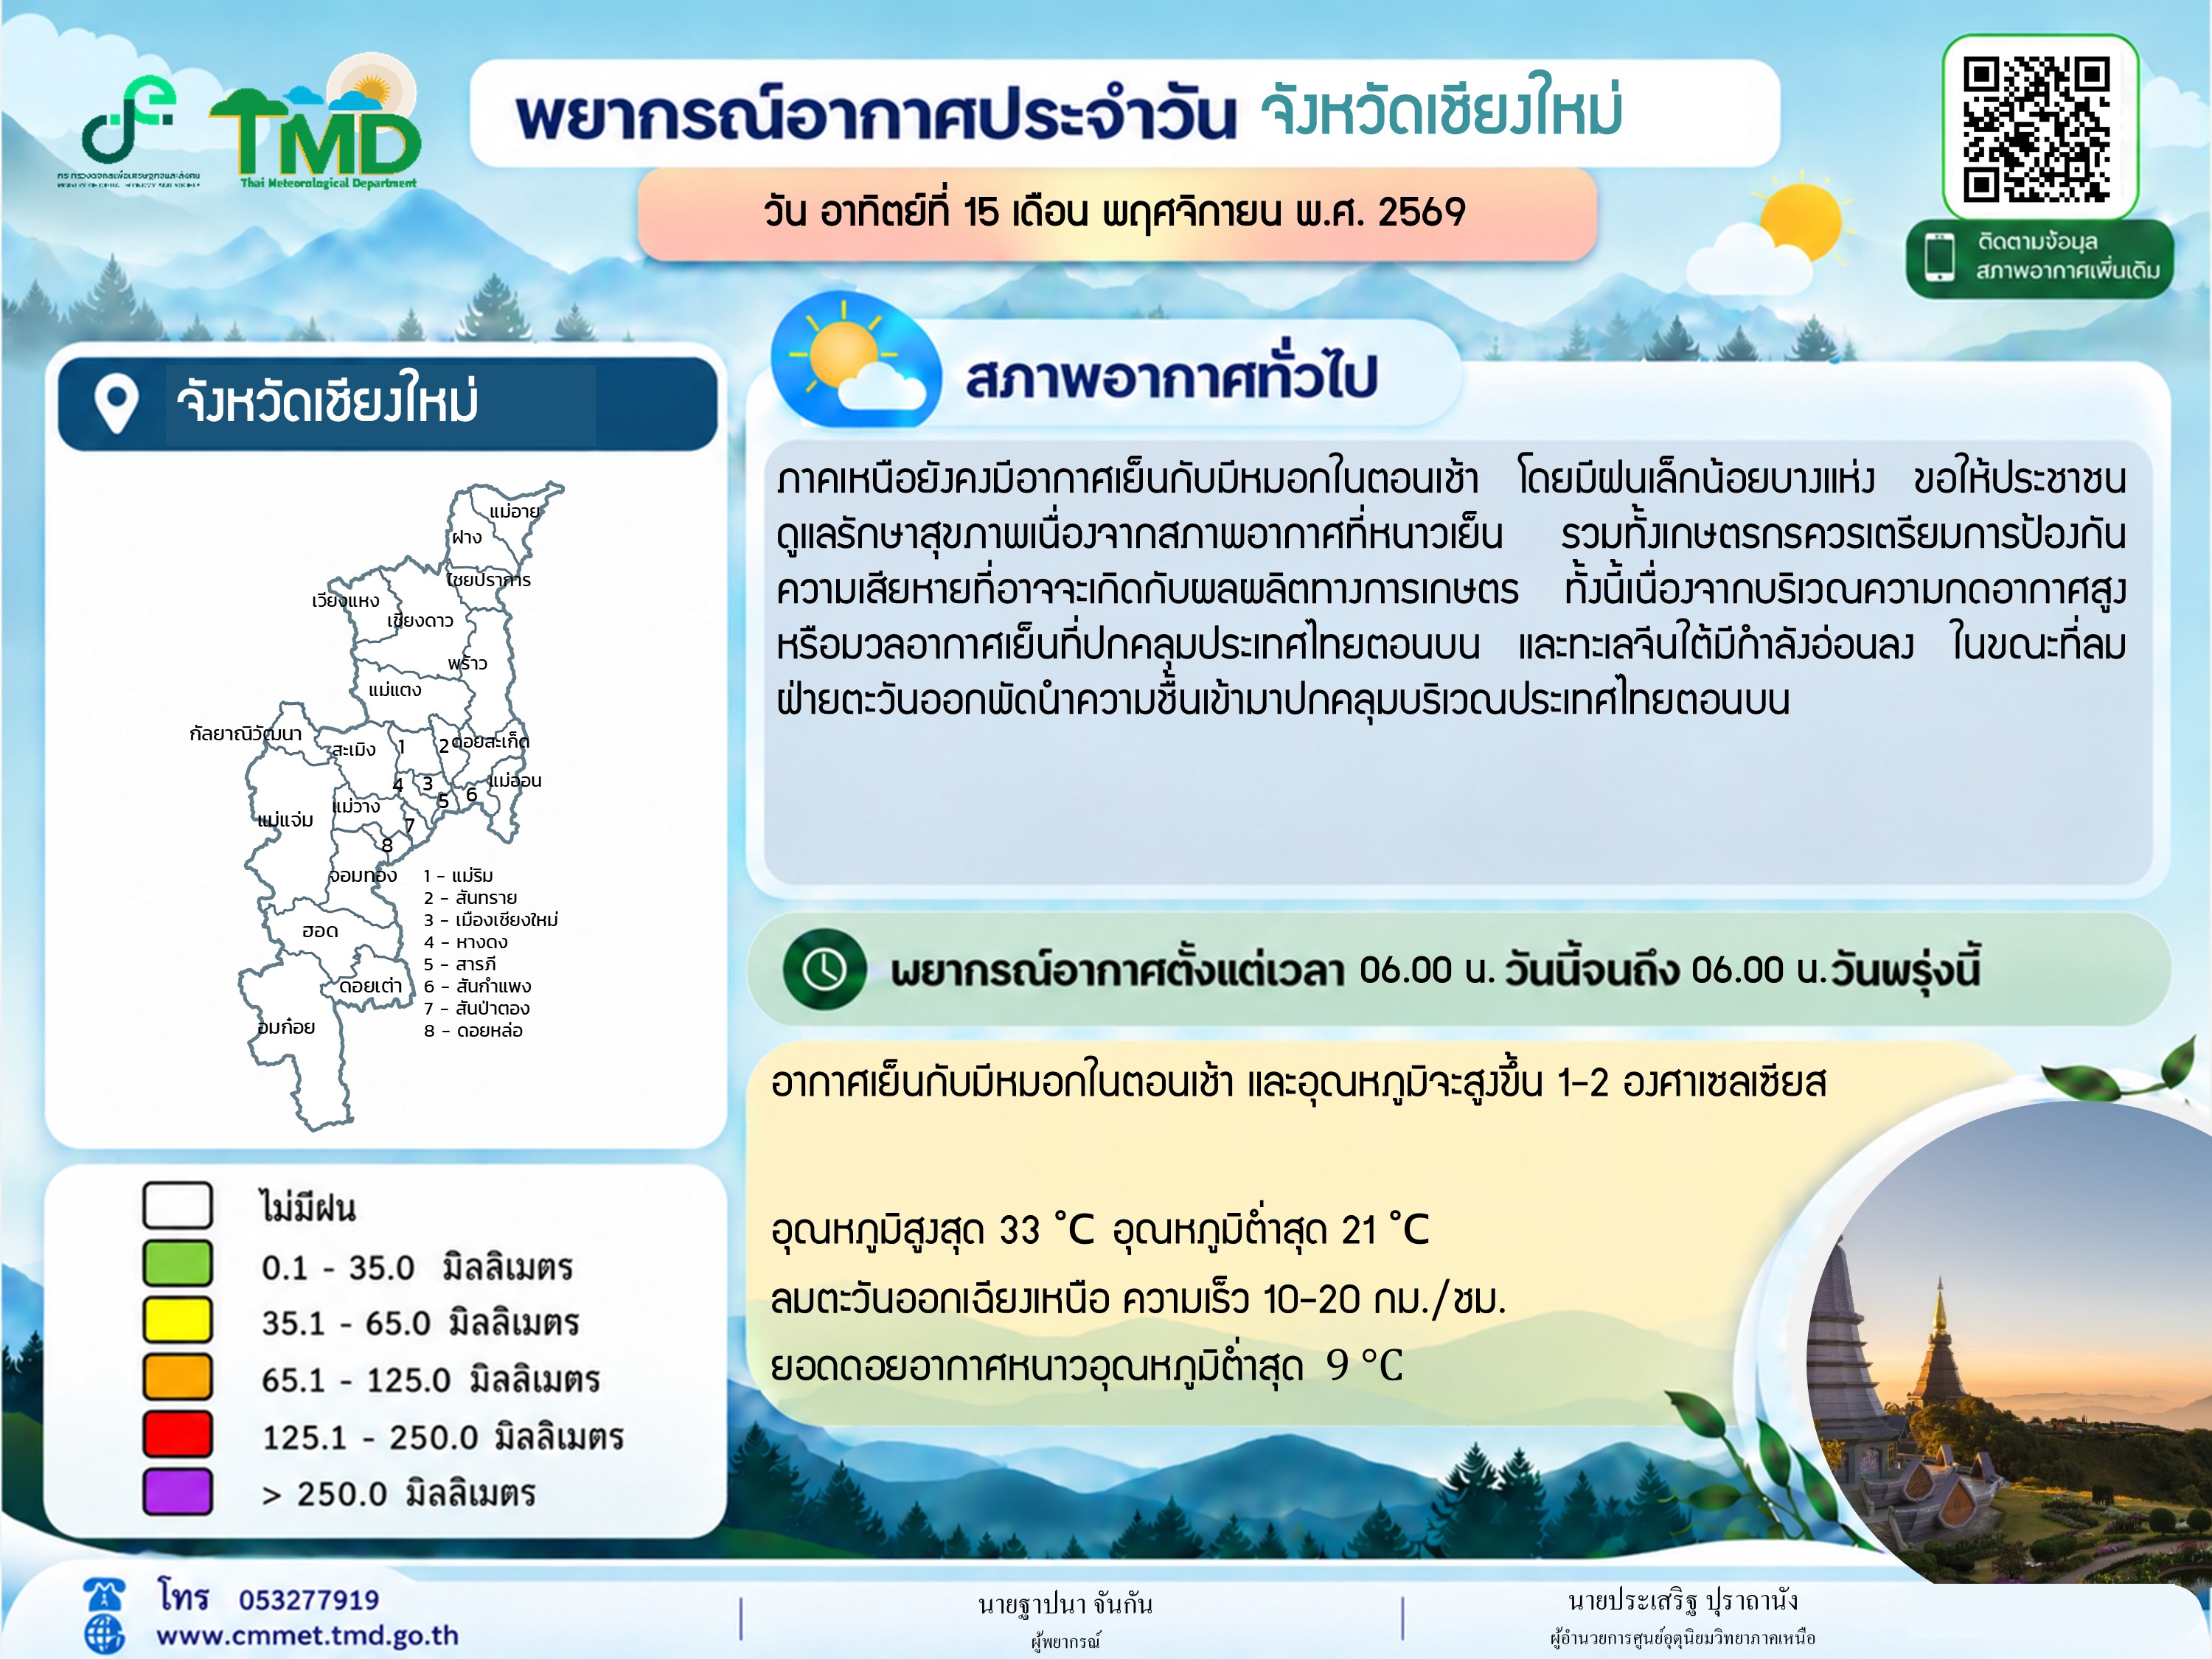 TMD
Thai Meteorological Department
พยากรณ์อากาศประจำวัน จังหวัดเชียงใหม่
วัน อาทิตย์ที่ 15 เดือน พฤศจิกายน พ.ศ. 2569
สภาพอากาศเพิ่มเติม
จังหวัดเชียงใหม่
แม่อาย
ฝาง
ไชยปราการ
เวียงแหง
เชียงดาว
พร้าว
แม่แตง
กัลยาณิวัฒนา
สะเมิง
1
2
ดอยสะเก็ด
4
3
แม่ออน
5
6
แม่วาง
แม่แจ่ม
7
8
จอมทอง
1 - แม่ริม
2 - สันทราย
3 - เมืองเชียงใหม่
4 - หางดง
5 - สารภี
6 - สันกำแพง
7 - สันป่าตอง
8 - ดอยหล่อ
ฮอด
ดอยเต่า
อมก๋อย
ไม่มีฝน
0.1 - 35.0 มิลลิเมตร
35.1 - 65.0 มิลลิเมตร
65.1 - 125.0 มิลลิเมตร
125.1 - 250.0 มิลลิเมตร
> 250.0 มิลลิเมตร
สภาพอากาศทั่วไป
ภาคเหนือยังคงมีอากาศเย็นกับมีหมอกในตอนเช้า โดยมีฝนเล็กน้อยบางแห่ง ขอให้ประชาชน
ดูแลรักษาสุขภาพเนื่องจากสภาพอากาศที่หนาวเย็น รวมทั้งเกษตรกรควรเตรียมการป้องกัน
ความเสียหายที่อาจจะเกิดกับผลผลิตทางการเกษตร ทั้งนี้เนื่องจากบริเวณความกดอากาศสูง
หรือมวลอากาศเย็นที่ปกคลุมประเทศไทยตอนบน และทะเลจีนใต้มีกำลังอ่อนลง ในขณะที่ลม
ฝ่ายตะวันออกพัดนำความชื้นเข้ามาปกคลุมบริเวณประเทศไทยตอนบน
พยากรณ์อากาศตั้งแต่เวลา 06.00 น. วันนี้จนถึง 06.00 น. วันพรุ่งนี้
อากาศเย็นกับมีหมอกในตอนเช้า และอุณหภูมิจะสูงขึ้น 1-2 องศาเซลเซียส
อุณหภูมิสูงสุด 33 °C อุณหภูมิต่ำสุด 21 °C
ลมตะวันออกเฉียงเหนือ ความเร็ว 10-20 กม./ชม.
ยอดดอยอากาศหนาวอุณหภูมิต่ำสุด 9 °C
โทร 053277919
www.cmmet.tmd.go.th
นายฐาปนา จันกัน
ผู้พยากรณ์
นายประเสริฐ ปุราถานัง
ผู้อำนวยการศูนย์อุตุนิยมวิทยาภาคเหนือ